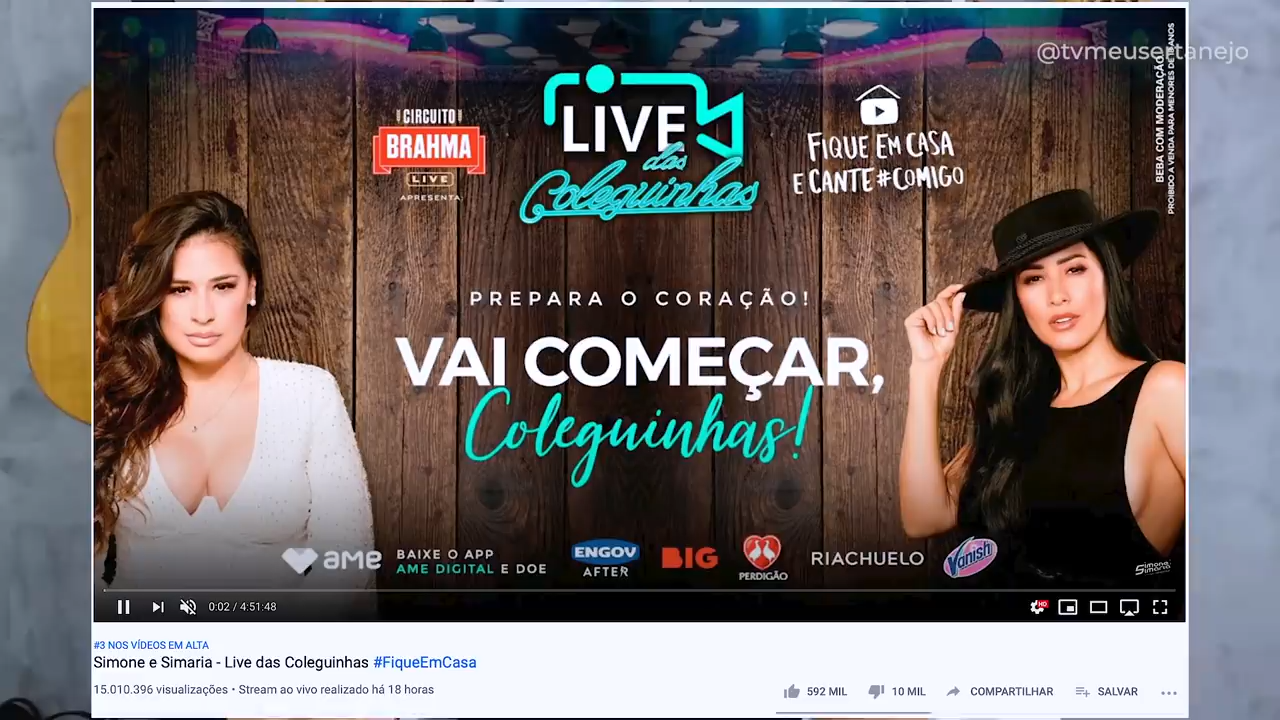 @tvmeusertanejo
BEBA COM MODERAÇÃO.
PROIBIDO A VENDA PARA MENORES DE 18 ANOS
CIRCUITO
BRAHMA
LIVE
APRESENTA
LIVE
das
Coleguinhas
FIQUE EM CASA
E CANTE #COMIGO
PREPARA O CORAÇÃO!
VAI COMEÇAR,
Coleguinhas!
AME
BAIXE O APP
AME DIGITAL E DOE
ENGOV
AFTER
BIG
PERDIGÃO
RIACHUELO
Vanish
Simone
Simaria
0:02 / 4:51:48
HD
#3 NOS VÍDEOS EM ALTA
Simone e Simaria - Live das Coleguinhas #FiqueEmCasa
15.010.396 visualizações • Stream ao vivo realizado há 18 horas
592 MIL
10 MIL
COMPARTILHAR
SALVAR